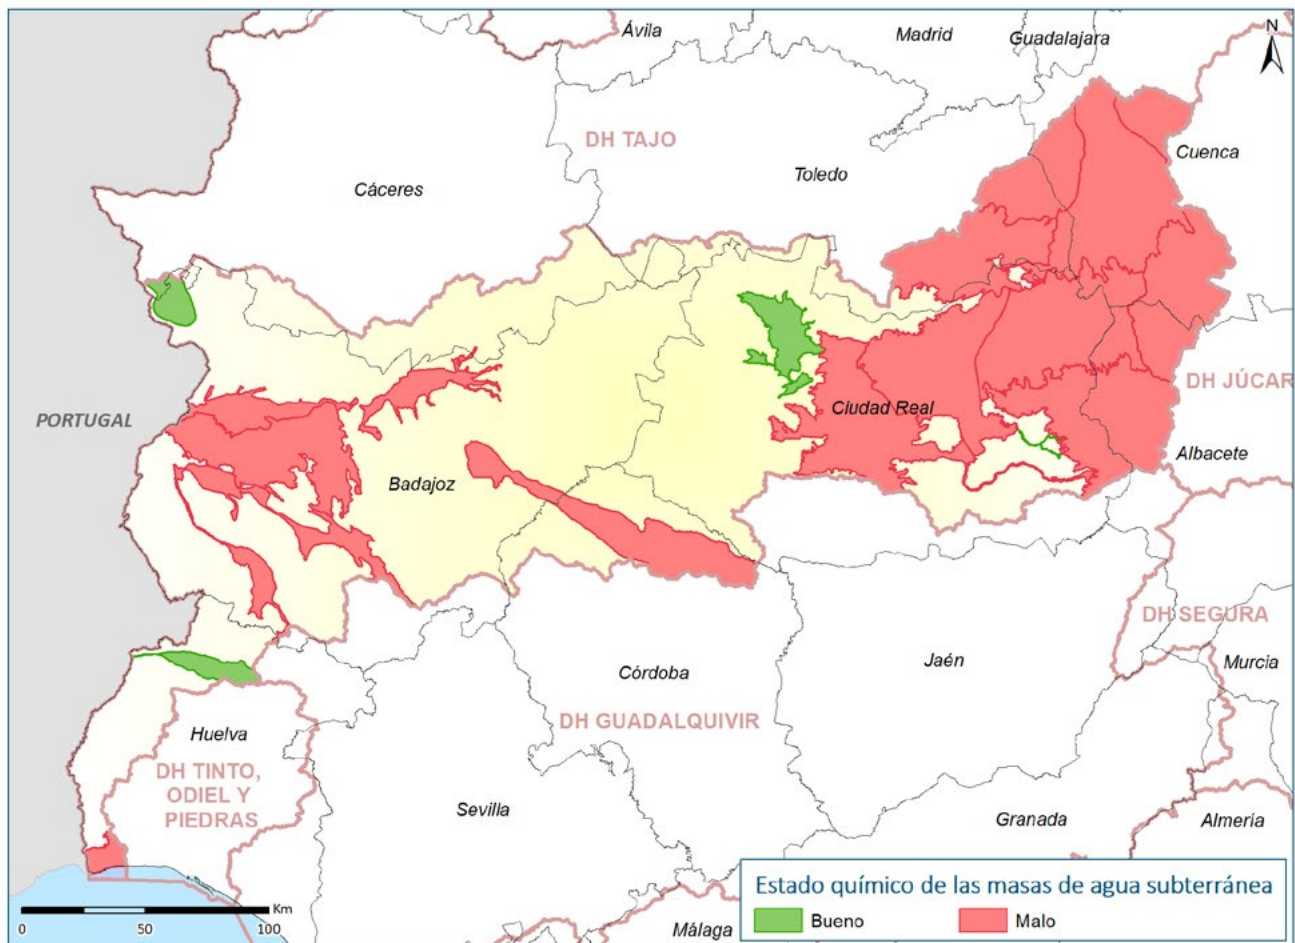 Ávila
Madrid
Guadalajara
N
DH TAJO
Cuenca
Toledo
Cáceres
DH JÚCAR
PORTUGAL
Ciudad Real
Albacete
Badajoz
DH SEGURA
Córdoba
Jaén
Murcia
DH GUADALQUIVIR
Huelva
DH TINTO,
ODIEL Y
PIEDRAS
Sevilla
Granada
Almeria
Málaga
Estado químico de las masas de agua subterránea
Bueno
Malo
Km
0 50 100